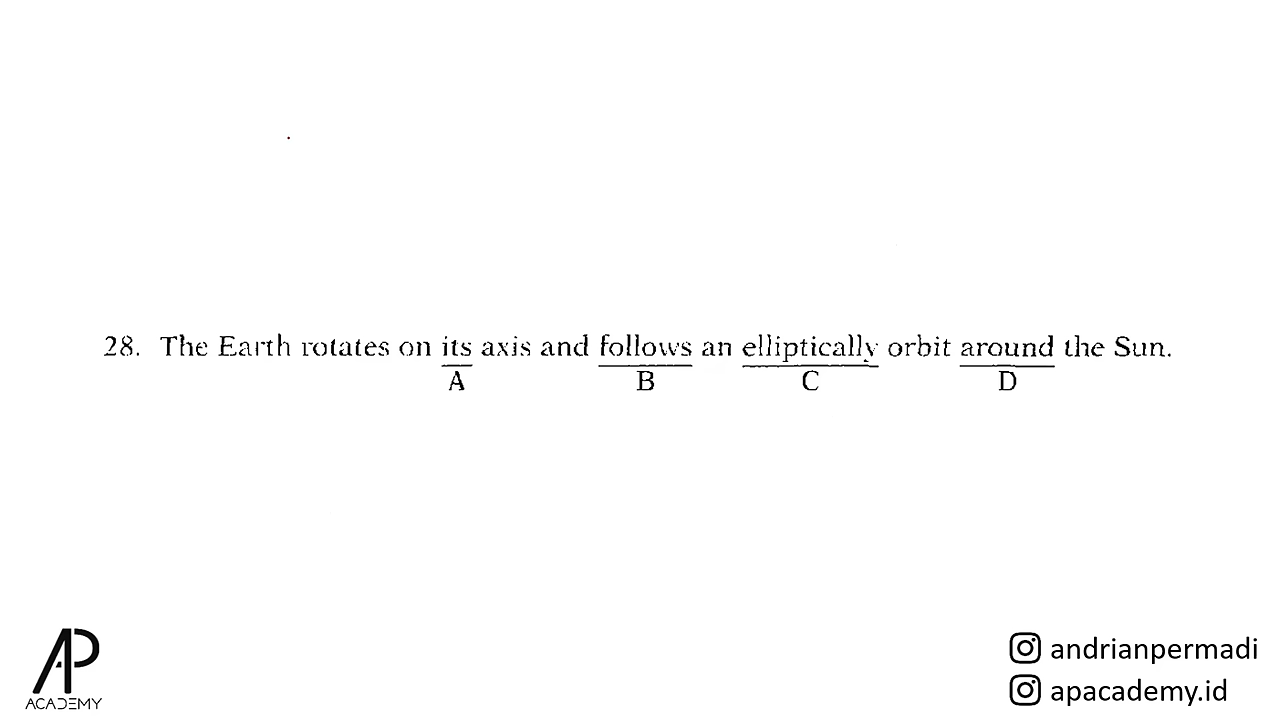 28. The Earth rotates on its axis and follows an elliptically orbit around the Sun.
A B C D
AP
ACADEMY
andrianpermadi
apacademy.id